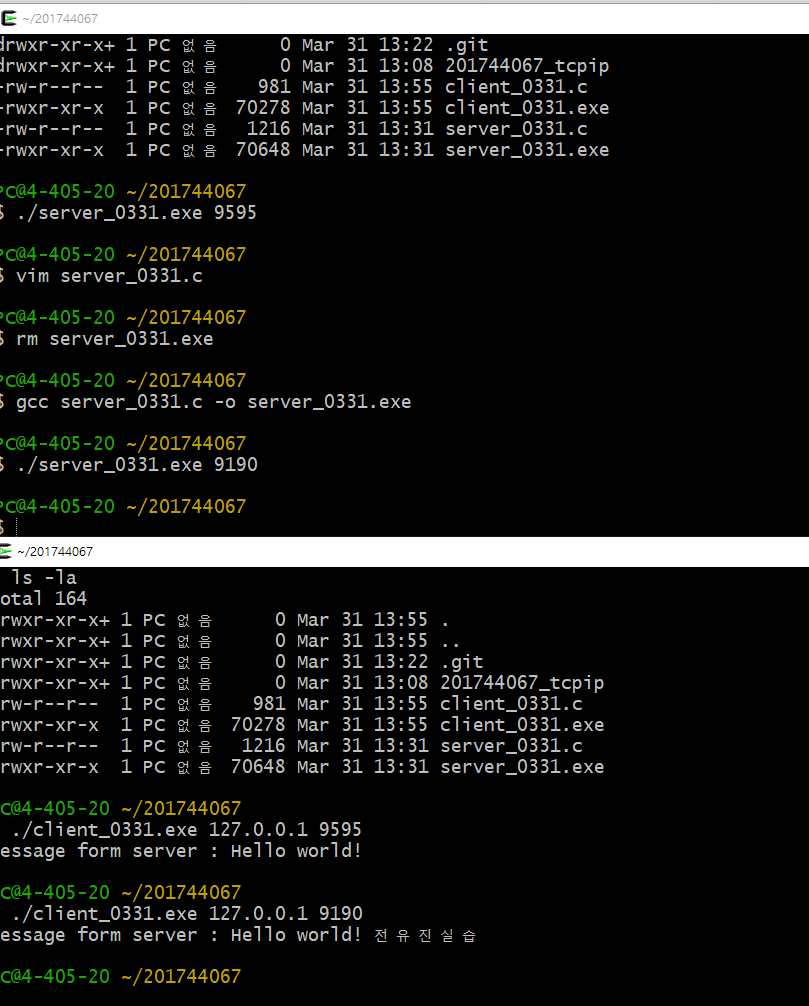 ~/201744067
drwxr-xr-x+ 1 PC 없음 0 Mar 31 13:22 .git
drwxr-xr-x+ 1 PC 없음 0 Mar 31 13:08 201744067_tcpip
-rw-r--r-- 1 PC 없음 981 Mar 31 13:55 client_0331.c
-rwxr-xr-x 1 PC 없음 70278 Mar 31 13:55 client_0331.exe
-rw-r--r-- 1 PC 없음 1216 Mar 31 13:31 server_0331.c
-rwxr-xr-x 1 PC 없음 70648 Mar 31 13:31 server_0331.exe
PC@4-405-20 ~/201744067
$ ./server_0331.exe 9595
PC@4-405-20 ~/201744067
$ vim server_0331.c
PC@4-405-20 ~/201744067
$ rm server_0331.exe
PC@4-405-20 ~/201744067
$ gcc server_0331.c -o server_0331.exe
PC@4-405-20 ~/201744067
$ ./server_0331.exe 9190
PC@4-405-20 ~/201744067
$
~/201744067
ls -la
otal 164
rwxr-xr-x+ 1 PC 없음 0 Mar 31 13:55 .
rwxr-xr-x+ 1 PC 없음 0 Mar 31 13:55 ..
rwxr-xr-x+ 1 PC 없음 0 Mar 31 13:22 .git
rwxr-xr-x+ 1 PC 없음 0 Mar 31 13:08 201744067_tcpip
rw-r--r-- 1 PC 없음 981 Mar 31 13:55 client_0331.c
rwxr-xr-x 1 PC 없음 70278 Mar 31 13:55 client_0331.exe
rw-r--r-- 1 PC 없음 1216 Mar 31 13:31 server_0331.c
rwxr-xr-x 1 PC 없음 70648 Mar 31 13:31 server_0331.exe
C@4-405-20 ~/201744067
./client_0331.exe 127.0.0.1 9595
essage form server : Hello world!
C@4-405-20 ~/201744067
./client_0331.exe 127.0.0.1 9190
essage form server : Hello world! 전유진실습
C@4-405-20 ~/201744067